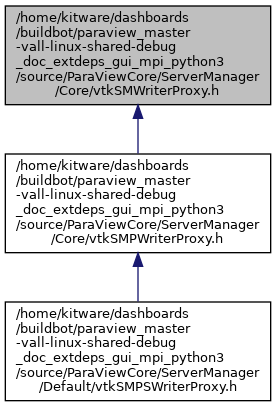 /home/kitware/dashboards
/buildbot/paraview_master
-vall-linux-shared-debug
_doc_extdeps_gui_mpi_python3
/source/ParaViewCore/ServerManager
/Core/vtkSMWriterProxy.h
/home/kitware/dashboards
/buildbot/paraview_master
-vall-linux-shared-debug
_doc_extdeps_gui_mpi_python3
/source/ParaViewCore/ServerManager
/Core/vtkSMPWriterProxy.h
/home/kitware/dashboards
/buildbot/paraview_master
-vall-linux-shared-debug
_doc_extdeps_gui_mpi_python3
/source/ParaViewCore/ServerManager
/Default/vtkSMPSWriterProxy.h